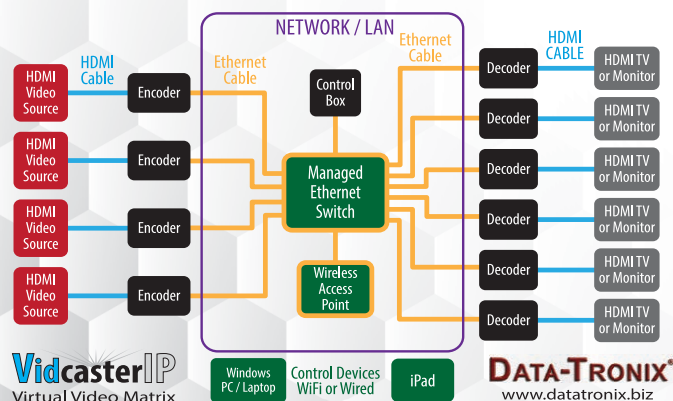 NETWORK / LAN
HDMI
Cable
Ethernet
Cable
Ethernet
Cable
HDMI
CABLE
HDMI
Video
Source
Encoder
HDMI
Video
Source
Encoder
HDMI
Video
Source
Encoder
HDMI
Video
Source
Encoder
Control
Box
Managed
Ethernet
Switch
Wireless
Access
Point
Decoder
HDMI TV
or Monitor
Decoder
HDMI TV
or Monitor
Decoder
HDMI TV
or Monitor
Decoder
HDMI TV
or Monitor
Decoder
HDMI TV
or Monitor
Decoder
HDMI TV
or Monitor
VidcasterIP
Virtual Video Matrix
Windows
PC / Laptop
Control Devices
WiFi or Wired
iPad
DATA-TRONIX®
www.datatronix.biz